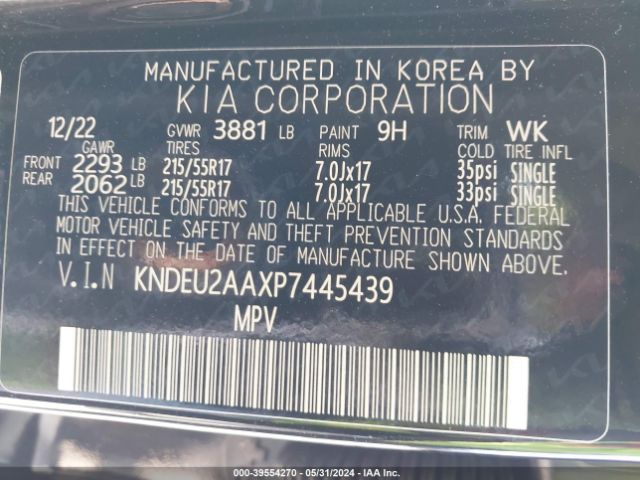 MANUFACTURED IN KOREA BY
KIA CORPORATION
12/22 GVWR 3881 LB PAINT 9H TRIM WK
GAWR TIRES RIMS COLD TIRE INFL
FRONT 2293 LB 215/55R17 7.0Jx17 35psi SINGLE
REAR 2062 LB 215/55R17 7.0Jx17 33psi SINGLE
THIS VEHICLE CONFORMS TO ALL APPLICABLE U.S.A. FEDERAL
MOTOR VEHICLE SAFETY AND THEFT PREVENTION STANDARDS
IN EFFECT ON THE DATE OF MANUFACTURE SHOWN ABOVE.
V.I.N KNDEU2AAXP7445439
MPV
000-39554270 - 05/31/2024 - IAA Inc.